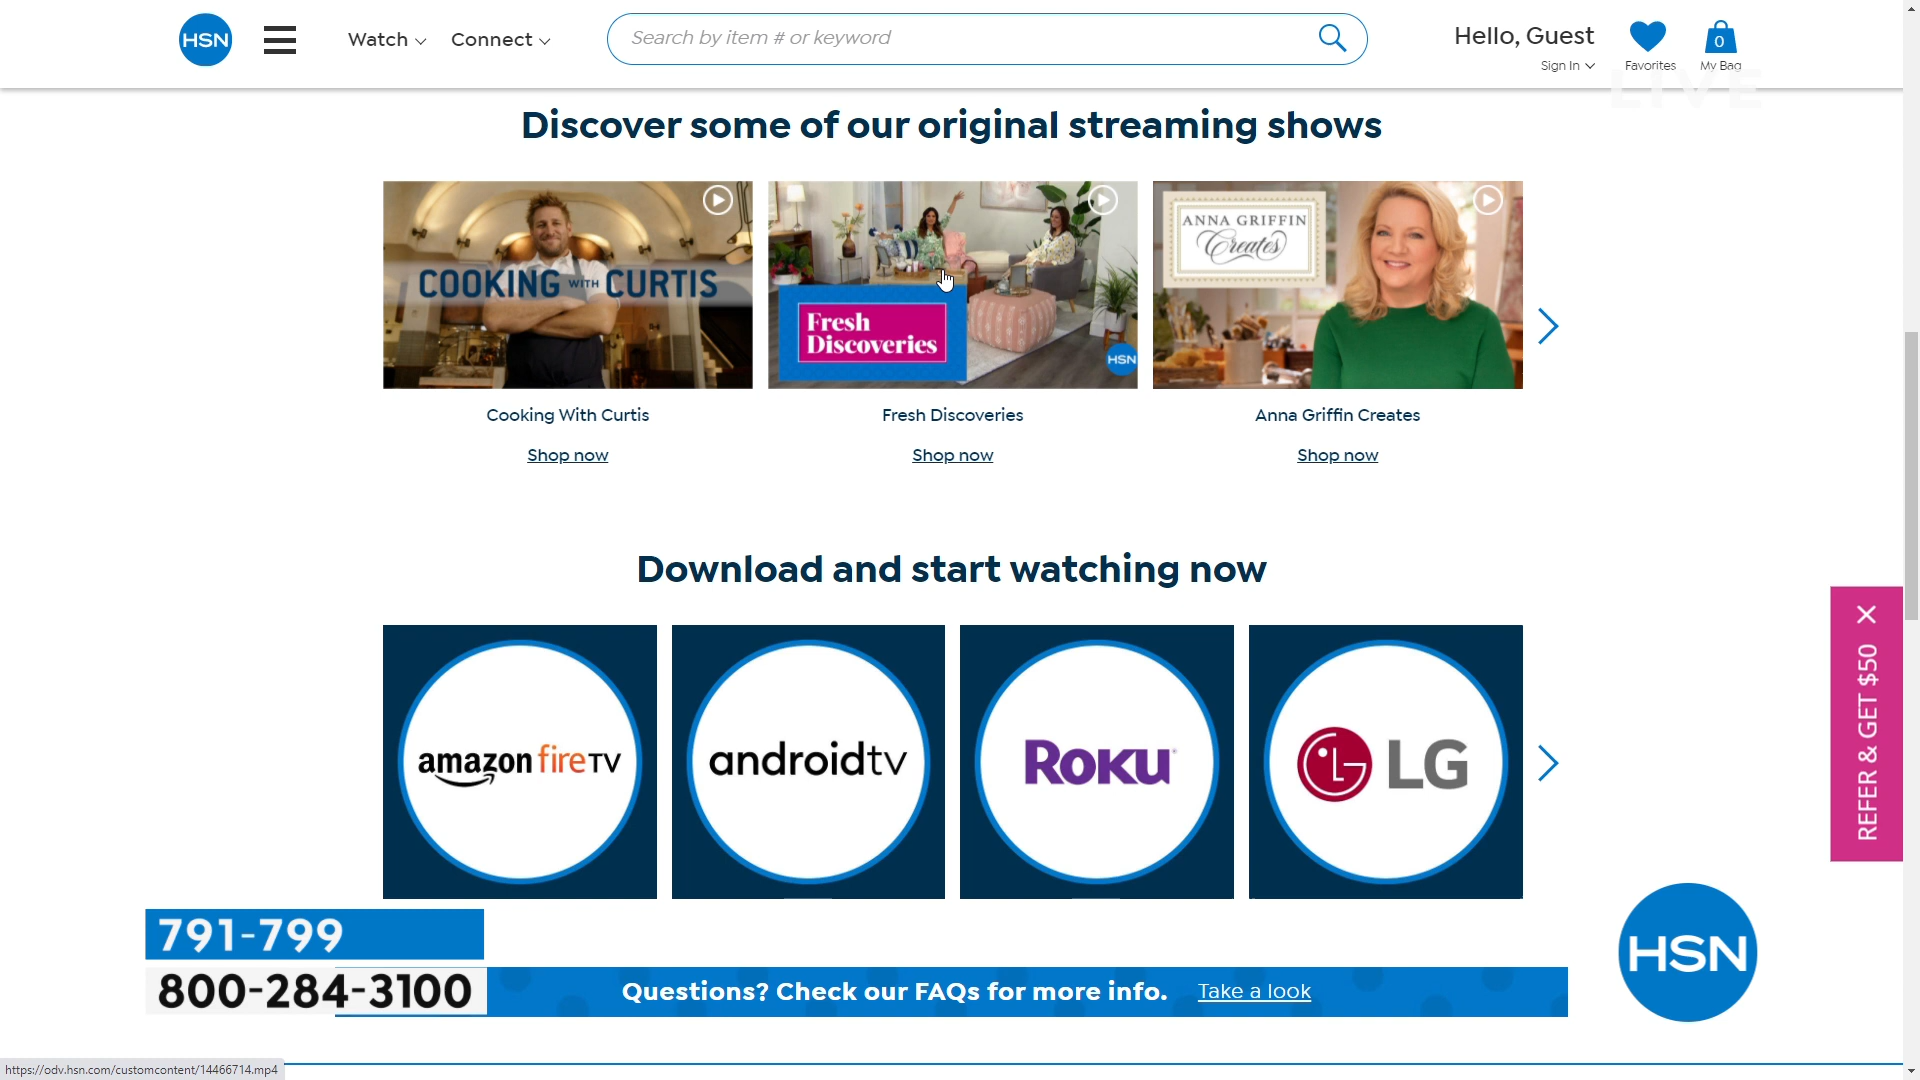 HSN
Watch
Connect
Search by item # or keyword
Hello, Guest
Sign In
Favorites
0
My Bag
LIVE
Discover some of our original streaming shows
COOKING WITH CURTIS
Fresh
Discoveries
HSN
ANNA GRIFFIN
Creates
Cooking With Curtis
Fresh Discoveries
Anna Griffin Creates
Shop now
Shop now
Shop now
Download and start watching now
amazon fireTV
androidtv
ROKU
LG
REFER & GET $50
791-799
800-284-3100
Questions? Check our FAQs for more info.
Take a look
HSN
https://odv.hsn.com/customcontent/14466714.mp4